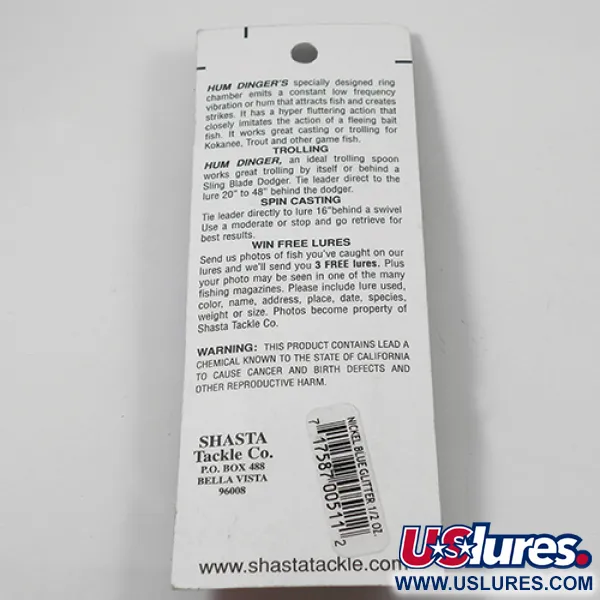 HUM DINGER'S specially designed ring
chamber emits a constant low frequency
vibration or hum that attracts fish and creates
strikes. It has a hyper fluttering action that
closely imitates the action of a fleeing bait
fish. It works great casting or trolling for
Kokanee, Trout and other game fish.
TROLLING
HUM DINGER, an ideal trolling spoon
works great trolling by itself or behind a
Sling Blade Dodger. Tie leader direct to the
lure 20" to 48" behind the dodger.
SPIN CASTING
Tie leader directly to lure 16"behind a swivel
Use a moderate or stop and go retrieve for
best results.
WIN FREE LURES
Send us photos of fish you've caught on our
lures and we'll send you 3 FREE lures. Plus
your photo may be seen in one of the many
fishing magazines. Please include lure used,
color, name, address, place, date, species,
weight or size. Photos become property of
Shasta Tackle Co.
WARNING: THIS PRODUCT CONTAINS LEAD A
CHEMICAL KNOWN TO THE STATE OF CALIFORNIA
TO CAUSE CANCER AND BIRTH DEFECTS AND
OTHER REPRODUCTIVE HARM.
SHASTA
Tackle Co.
P.O. BOX 488
BELLA VISTA
96008
NICKEL BLUE GLITTER 1/2 OZ.
7 17587 00511 2
www.shastatackle.com
USlures.
WWW.USLURES.COM